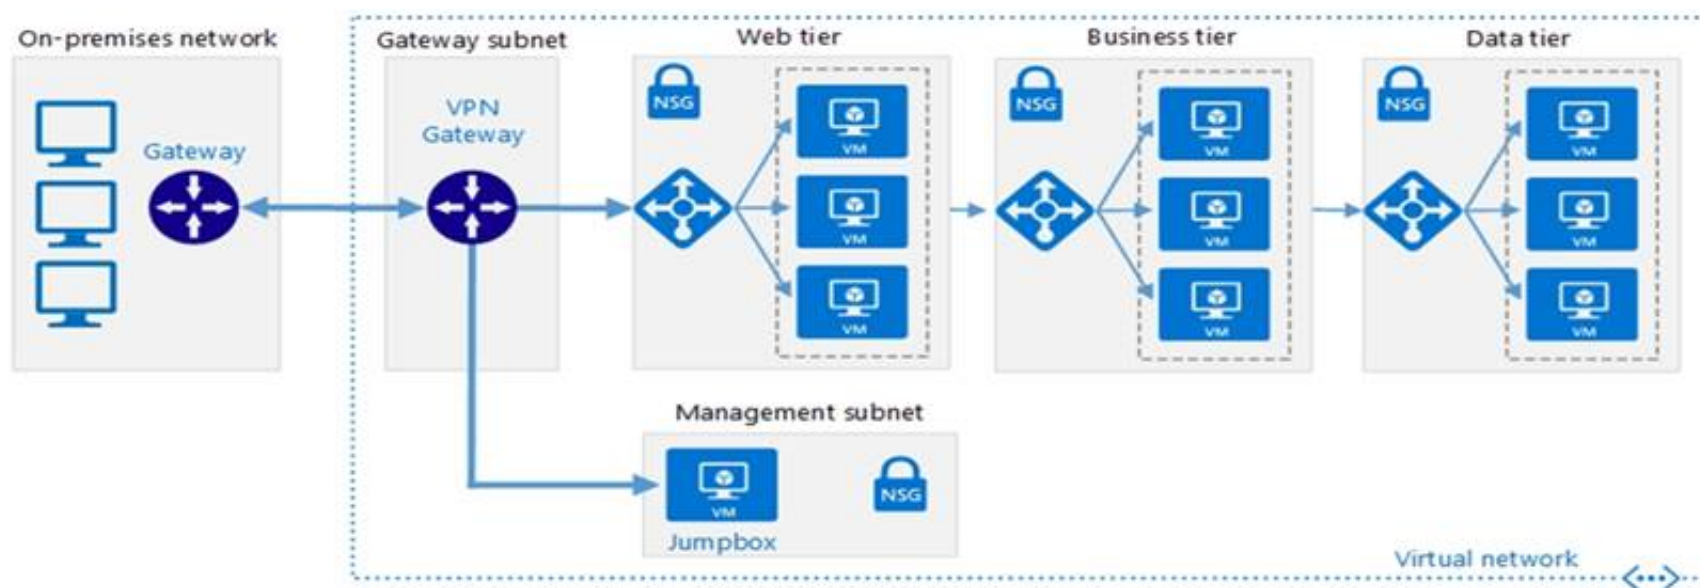 On-premises network
Gateway
Gateway subnet
VPN
Gateway
Web tier
NSG
VM
VM
VM
Business tier
NSG
VM
VM
VM
Data tier
NSG
VM
VM
VM
Management subnet
VM
Jumpbox
NSG
Virtual network